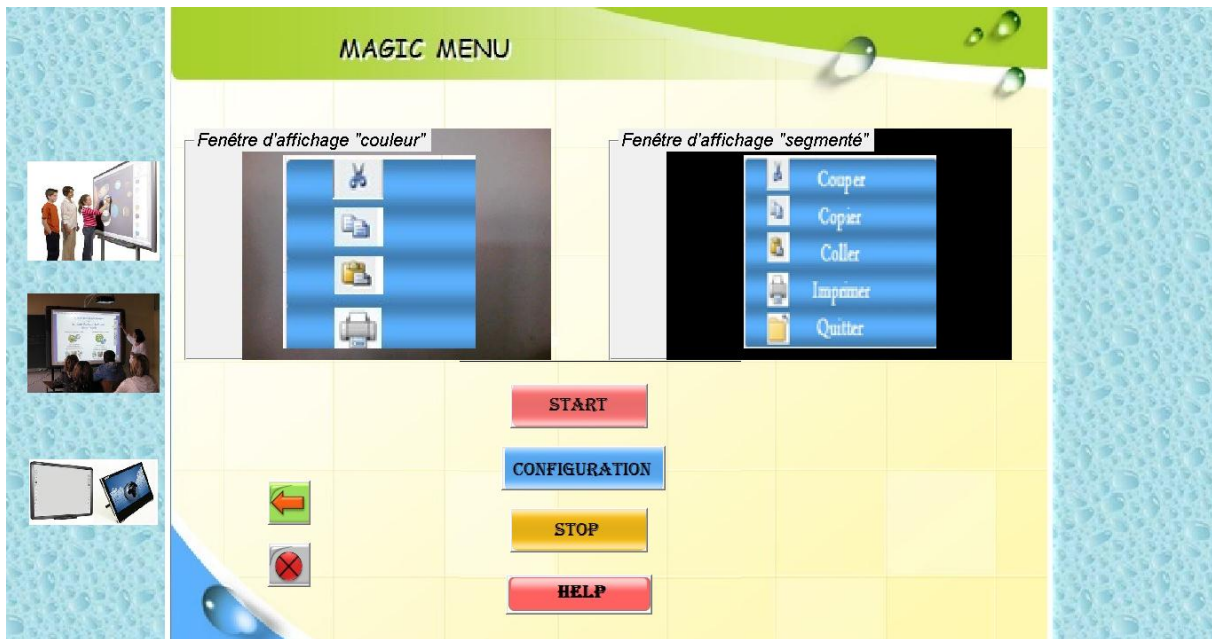 MAGIC MENU
Fenêtre d'affichage "couleur"
Fenêtre d'affichage "segmenté"
Couper
Copier
Coller
Imprimer
Quitter
START
CONFIGURATION
STOP
HELP